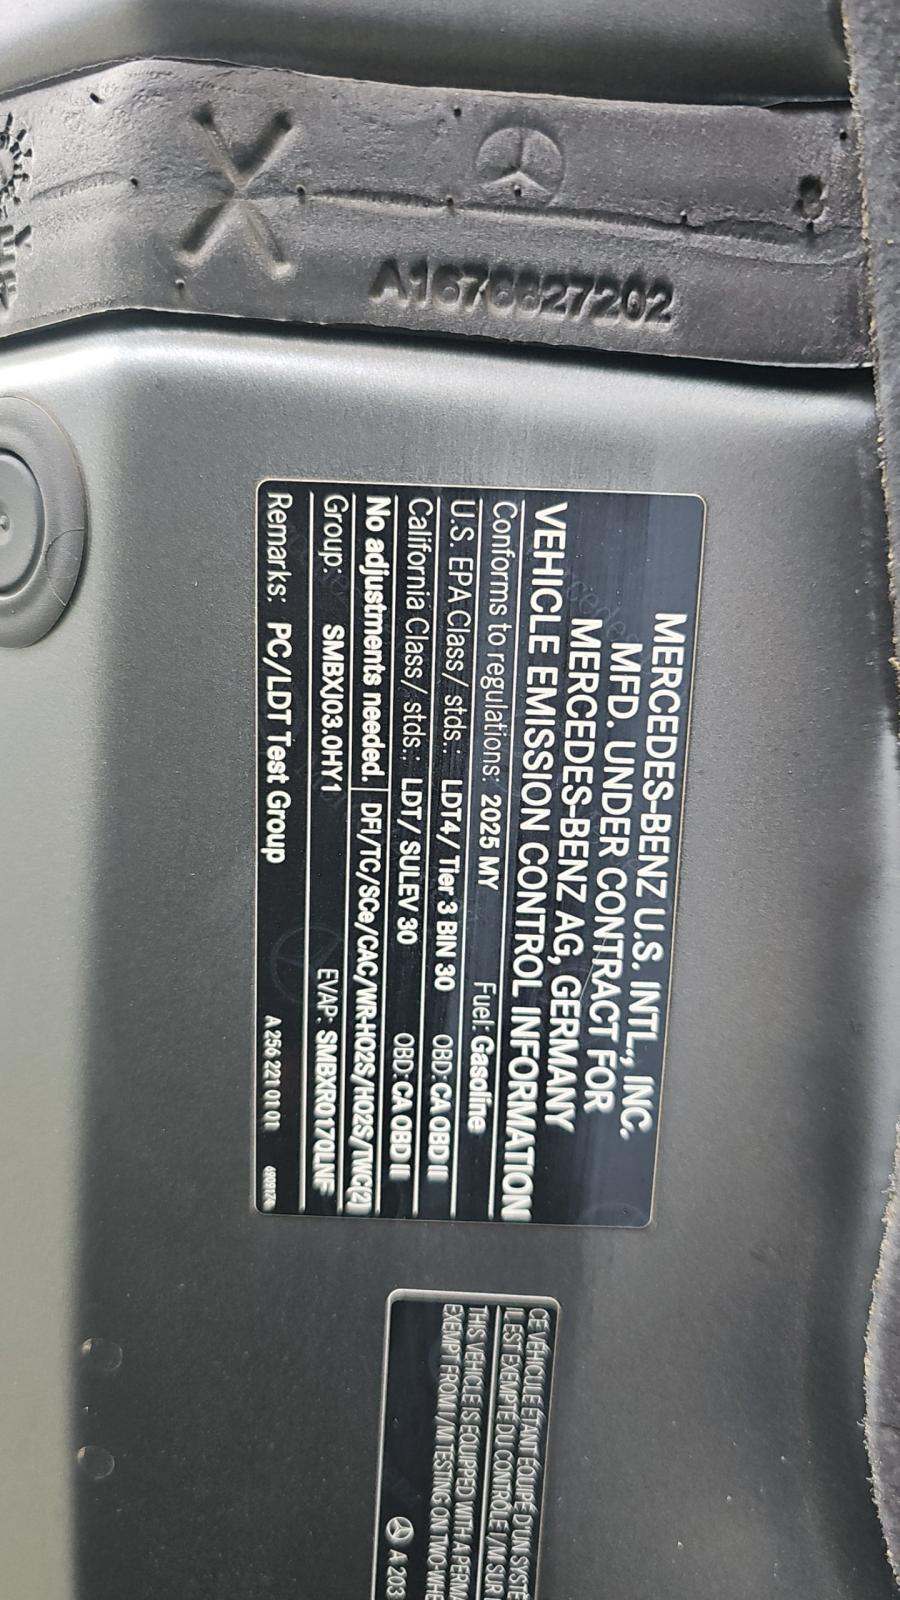 A1676827202
MERCEDES-BENZ U.S. INTL., INC.
MFD. UNDER CONTRACT FOR
MERCEDES-BENZ AG, GERMANY
VEHICLE EMISSION CONTROL INFORMATION
Conforms to regulations: 2025 MY Fuel: Gasoline
U.S. EPA Class/ stds.: LDT4/ Tier 3 BIN 30 OBD: CA OBD II
California Class/ stds.: LDT/ SULEV 30 OBD: CA OBD II
No adjustments needed. DFI/TC/SCe/CAC/WR-HO2S/HO2S/TWC(2)
Group: SMBXJ03.0HY1 EVAP: SMBXR0170LNF
Remarks: PC/LDT Test Group A 256 221 01 01
CE VÉHICULE ÉTANT ÉQUIPÉ D'UN SYSTÈ
IL EST EXEMPTÉ DU CONTRÔLE I/M SUR
THIS VEHICLE IS EQUIPPED WITH A PERMA
EXEMPT FROM I/M TESTING ON TWO-WHE
A 203